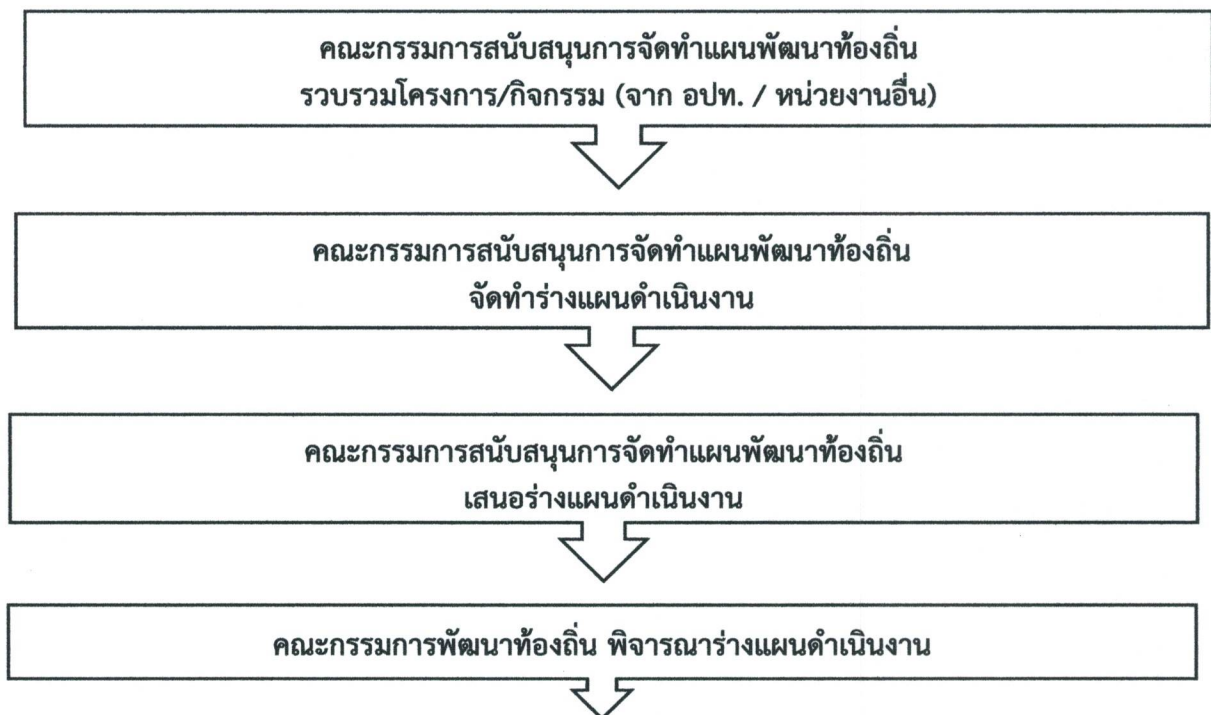 คณะกรรมการสนับสนุนการจัดทำแผนพัฒนาท้องถิ่น
รวบรวมโครงการ/กิจกรรม (จาก อปท. / หน่วยงานอื่น)
คณะกรรมการสนับสนุนการจัดทำแผนพัฒนาท้องถิ่น
จัดทำร่างแผนดำเนินงาน
คณะกรรมการสนับสนุนการจัดทำแผนพัฒนาท้องถิ่น
เสนอร่างแผนดำเนินงาน
คณะกรรมการพัฒนาท้องถิ่น พิจารณาร่างแผนดำเนินงาน